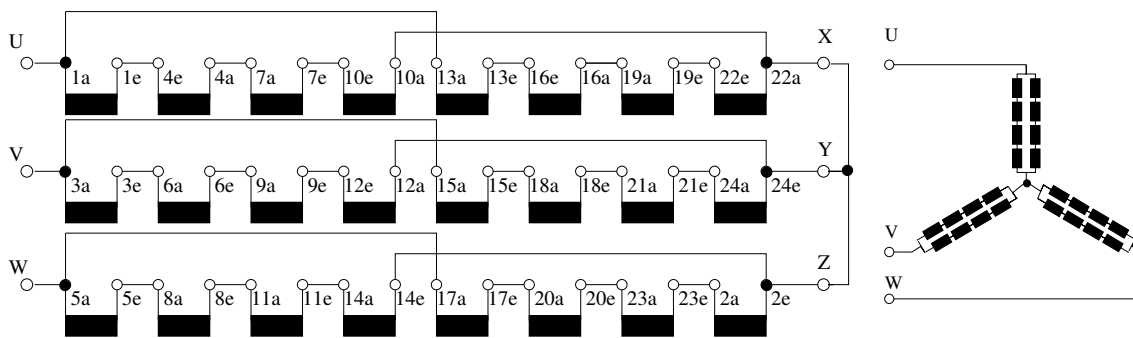 U X U
1a 1e 4e 4a 7a 7e 10e 10a 13a 13e 16e 16a 19a 19e 22e 22a
V Y
3a 3e 6a 6e 9a 9e 12e 12a 15a 15e 18a 18e 21a 21e 24a 24e
V
W Z W
5a 5e 8a 8e 11a 11e 14a 14e 17a 17e 20a 20e 23a 23e 2a 2e